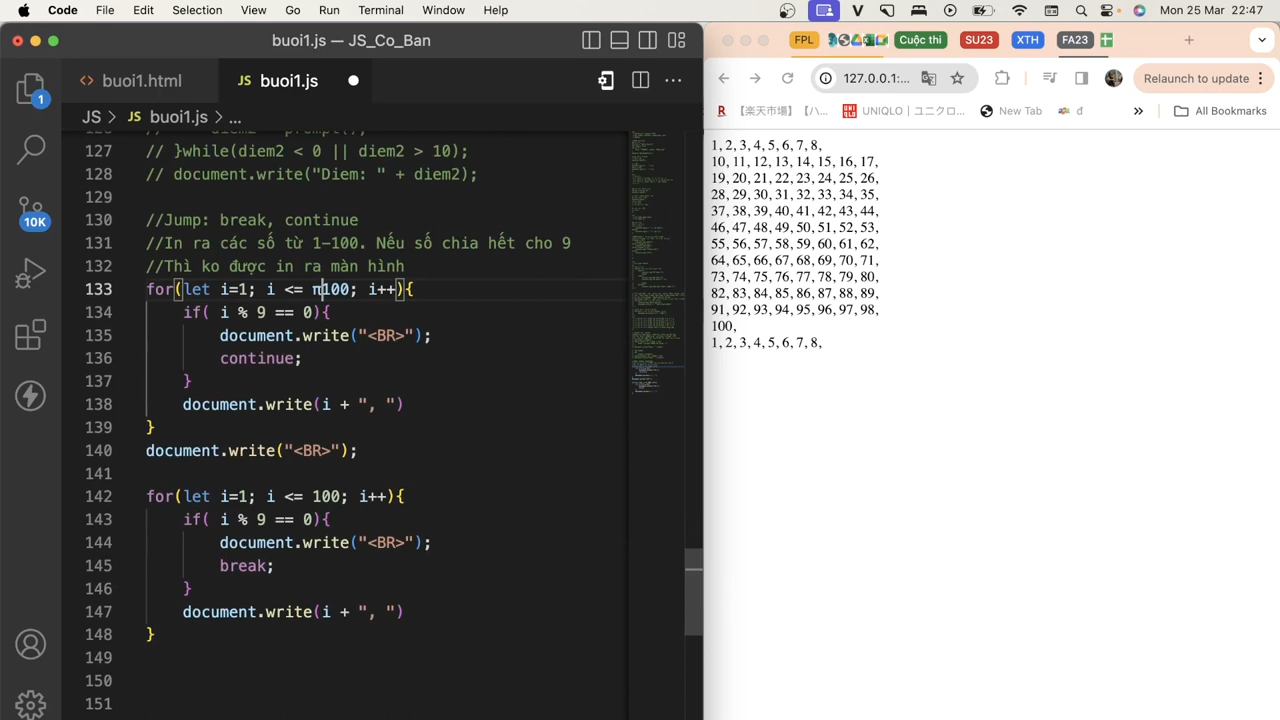 Code File Edit Selection View Go Run Terminal Window Help Mon 25 Mar 22:47
buoi1.js — JS_Co_Ban
buoi1.html
JS buoi1.js
JS > JS buoi1.js > ...
127 // }while(diem2 < 0 || diem2 > 10);
128 // document.write("Diem: " + diem2);
129
130 //Jump: break, continue
131 //In ra các số từ 1-100. Nếu số chia hết cho 9
132 //Thì ko được in ra màn hình
133 for(let i=1; i <= π100; i++){
134 if( i % 9 == 0){
135 document.write("<BR>");
136 continue;
137 }
138 document.write(i + ", ")
139 }
140 document.write("<BR>");
141
142 for(let i=1; i <= 100; i++){
143 if( i % 9 == 0){
144 document.write("<BR>");
145 break;
146 }
147 document.write(i + ", ")
148 }
149
150
151
1
10K
FPL Cuộc thi SU23 XTH FA23
127.0.0.1:... Relaunch to update
R 【楽天市場】【ハ... UNIQLO | ユニクロ... New Tab đ All Bookmarks
1, 2, 3, 4, 5, 6, 7, 8,
10, 11, 12, 13, 14, 15, 16, 17,
19, 20, 21, 22, 23, 24, 25, 26,
28, 29, 30, 31, 32, 33, 34, 35,
37, 38, 39, 40, 41, 42, 43, 44,
46, 47, 48, 49, 50, 51, 52, 53,
55, 56, 57, 58, 59, 60, 61, 62,
64, 65, 66, 67, 68, 69, 70, 71,
73, 74, 75, 76, 77, 78, 79, 80,
82, 83, 84, 85, 86, 87, 88, 89,
91, 92, 93, 94, 95, 96, 97, 98,
100,
1, 2, 3, 4, 5, 6, 7, 8,